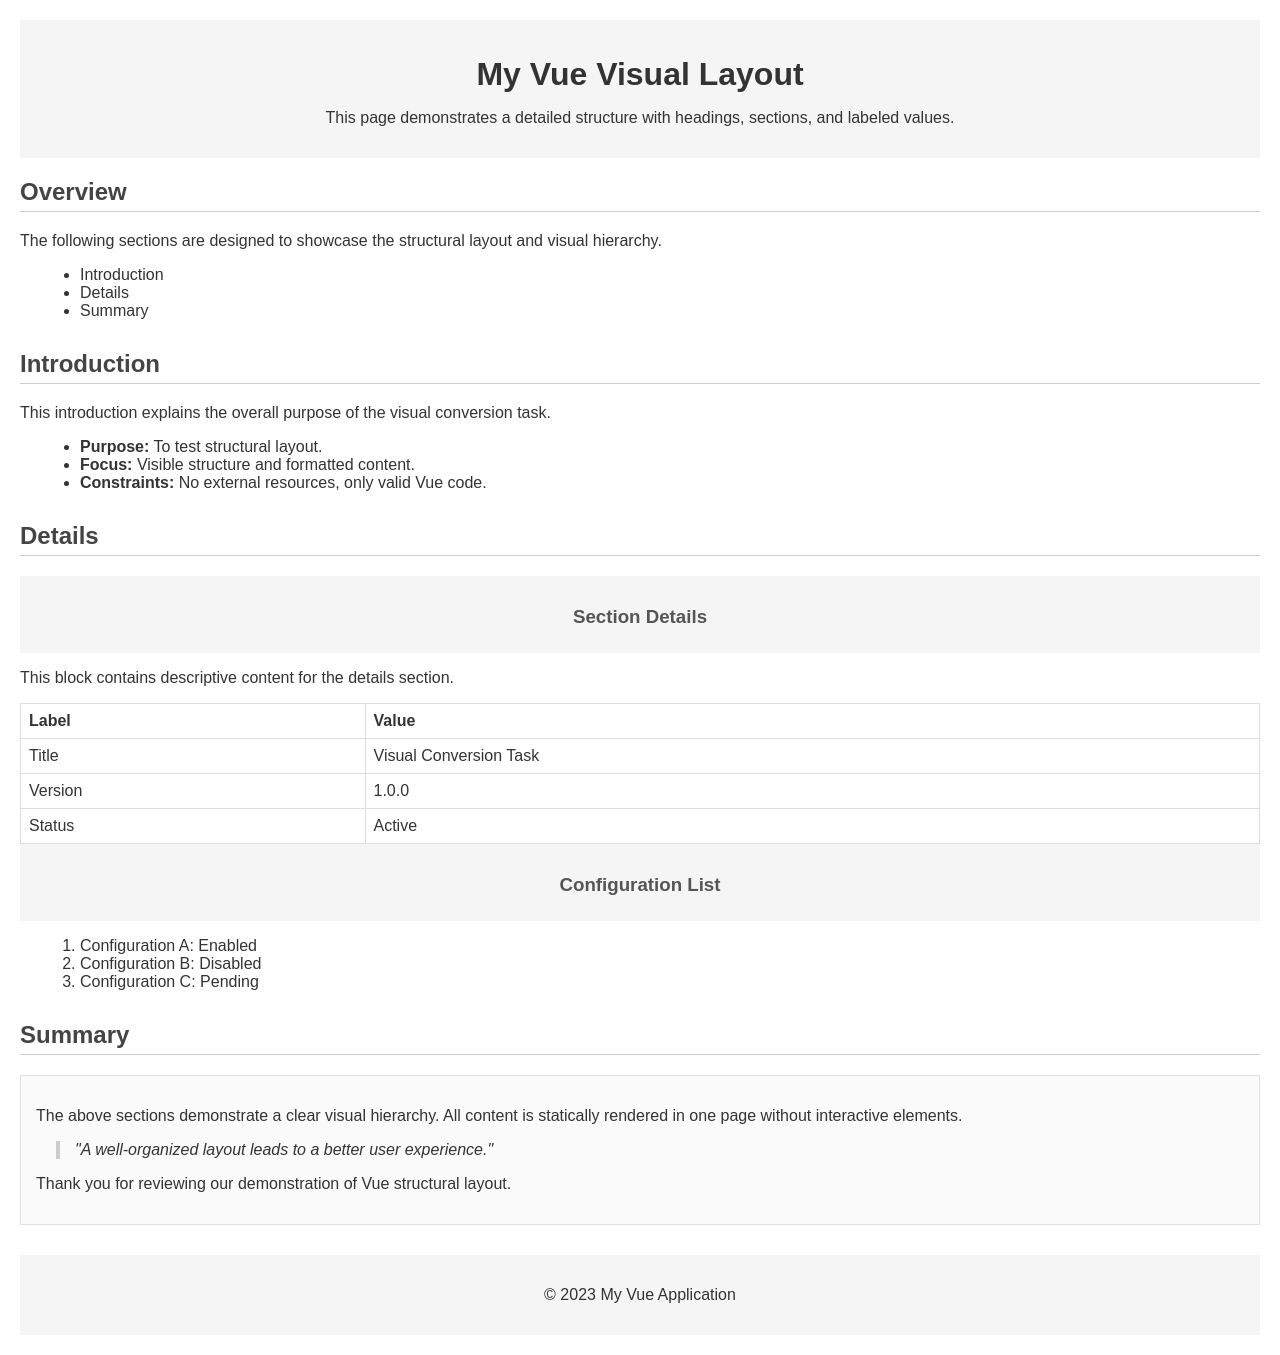 My Vue Visual Layout
This page demonstrates a detailed structure with headings, sections, and labeled values.
Overview
The following sections are designed to showcase the structural layout and visual hierarchy.
• Introduction
• Details
• Summary
Introduction
This introduction explains the overall purpose of the visual conversion task.
• Purpose: To test structural layout.
• Focus: Visible structure and formatted content.
• Constraints: No external resources, only valid Vue code.
Details
Section Details
This block contains descriptive content for the details section.
Label Value
Title Visual Conversion Task
Version 1.0.0
Status Active
Configuration List
1. Configuration A: Enabled
2. Configuration B: Disabled
3. Configuration C: Pending
Summary
The above sections demonstrate a clear visual hierarchy. All content is statically rendered in one page without interactive elements.
"A well-organized layout leads to a better user experience."
Thank you for reviewing our demonstration of Vue structural layout.
© 2023 My Vue Application